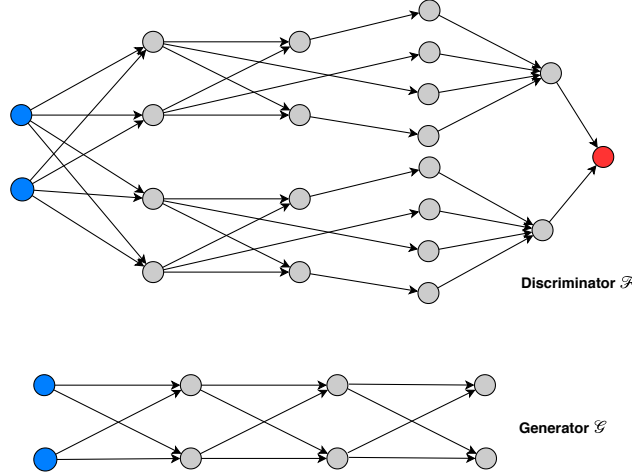 Discriminator ℱ
Generator 𝒢